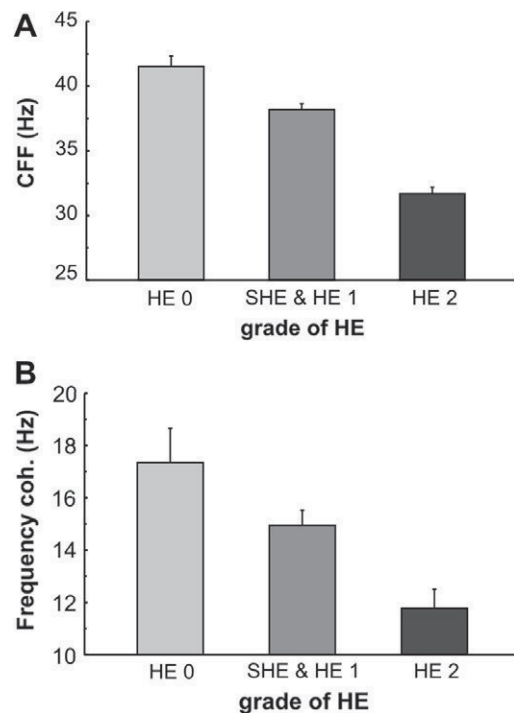 A
CFF (Hz)
45
40
35
30
25
HE 0 SHE & HE 1 HE 2
grade of HE
B
Frequency coh. (Hz)
20
18
16
14
12
10
HE 0 SHE & HE 1 HE 2
grade of HE